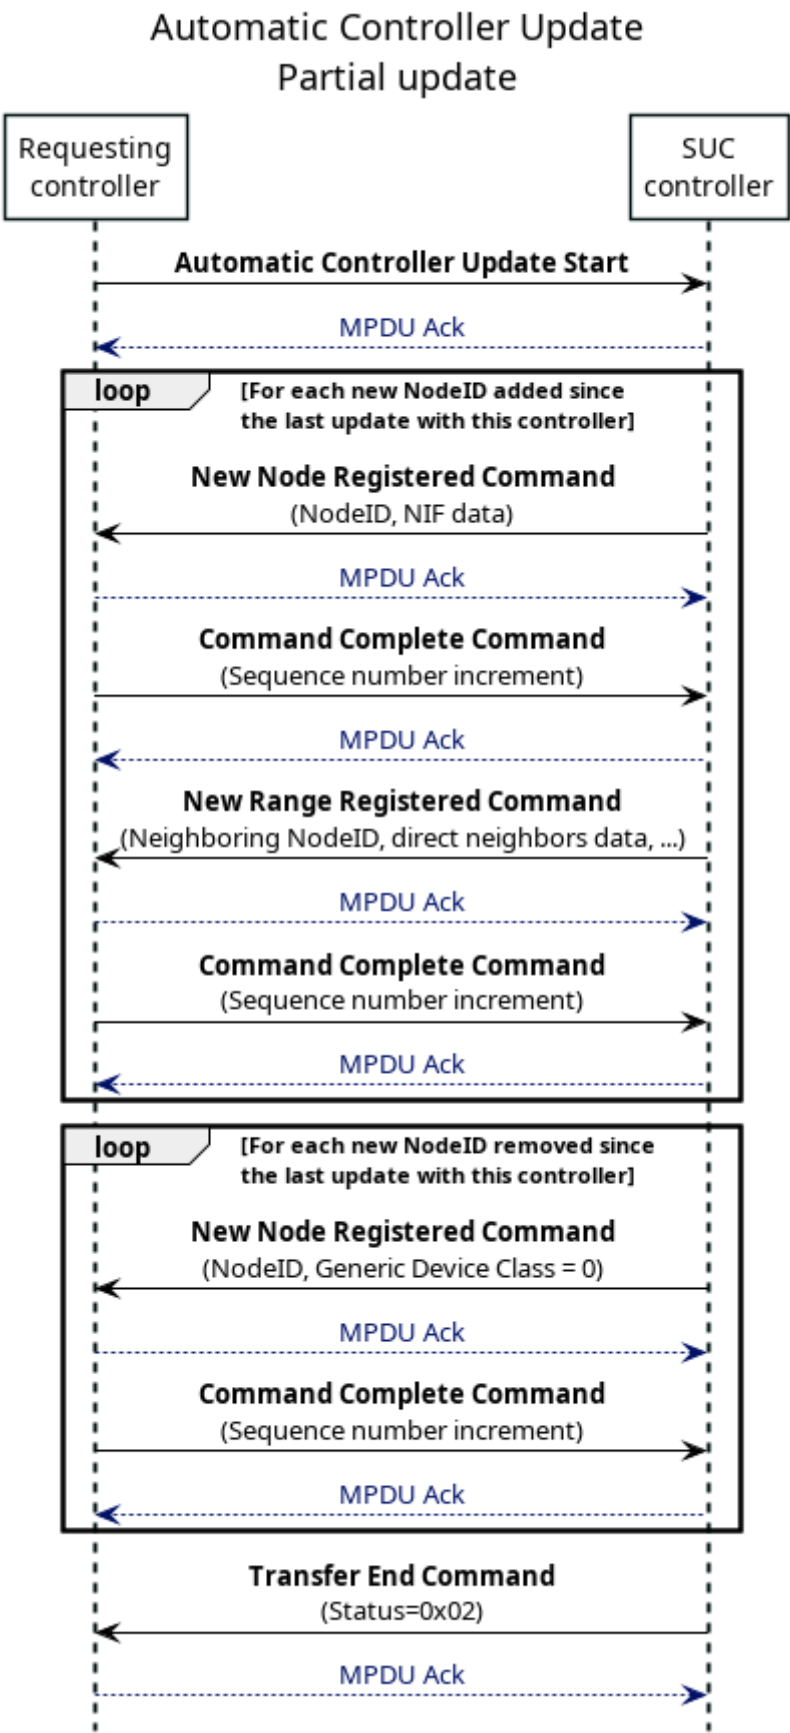 Automatic Controller Update
Partial update
Requesting
controller
SUC
controller
Automatic Controller Update Start
MPDU Ack
loop
[For each new NodeID added since
the last update with this controller]
New Node Registered Command
(NodeID, NIF data)
MPDU Ack
Command Complete Command
(Sequence number increment)
MPDU Ack
New Range Registered Command
(Neighboring NodeID, direct neighbors data, ...)
MPDU Ack
Command Complete Command
(Sequence number increment)
MPDU Ack
loop
[For each new NodeID removed since
the last update with this controller]
New Node Registered Command
(NodeID, Generic Device Class = 0)
MPDU Ack
Command Complete Command
(Sequence number increment)
MPDU Ack
Transfer End Command
(Status=0x02)
MPDU Ack